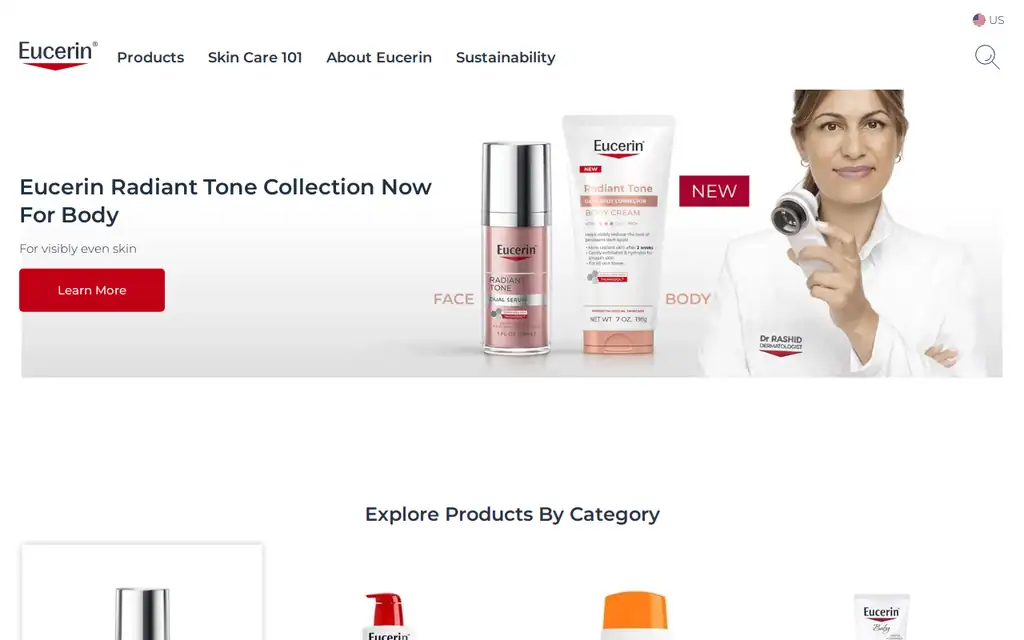 US
Eucerin®
Products
Skin Care 101
About Eucerin
Sustainability
Eucerin Radiant Tone Collection Now
For Body
For visibly even skin
Learn More
FACE
Eucerin
RADIANT
TONE
DUAL SERUM
Eucerin
NEW
Radiant Tone
BODY CREAM
NET WT 7 OZ. 198g
BODY
NEW
Dr RASHID
DERMATOLOGIST
Explore Products By Category
Eucerin
Eucerin
Body